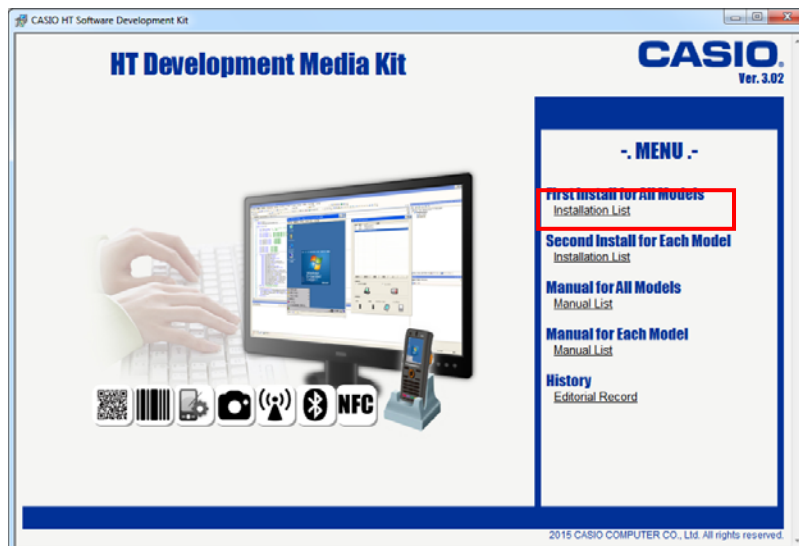 CASIO HT Software Development Kit
HT Development Media Kit
CASIO.
Ver. 3.02
-. MENU .-
First Install for All Models
Installation List
Second Install for Each Model
Installation List
Manual for All Models
Manual List
Manual for Each Model
Manual List
History
Editorial Record
NFC
2015 CASIO COMPUTER CO., Ltd. All rights reserved.